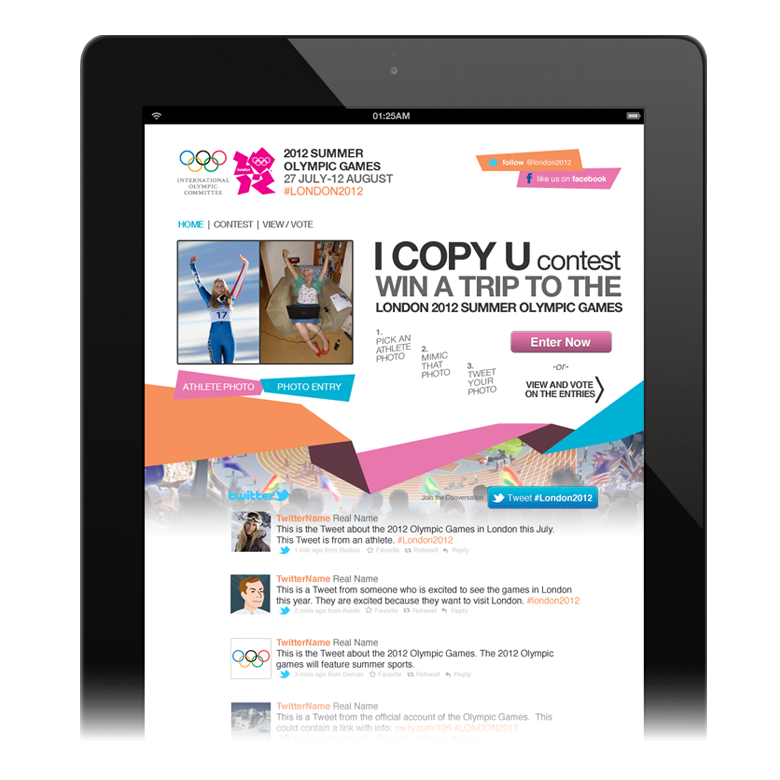 01:25AM
INTERNATIONAL
OLYMPIC
COMMITTEE
london
2012 SUMMER
OLYMPIC GAMES
27 JULY-12 AUGUST
#LONDON2012
follow @london2012
f like us on facebook
HOME | CONTEST | VIEW / VOTE
17
I COPY U contest
WIN A TRIP TO THE
LONDON 2012 SUMMER OLYMPIC GAMES
1.
PICK AN
ATHLETE
PHOTO
2.
MIMIC
THAT
PHOTO
3.
TWEET
YOUR
PHOTO
Enter Now
-or-
VIEW AND VOTE
ON THE ENTRIES
ATHLETE PHOTO
PHOTO ENTRY
twitter
Join the Conversation
Tweet #London2012
TwitterName Real Name
This is the Tweet about the 2012 Olympic Games in London this July.
This Tweet is from an athlete. #London2012
1 min ago from Boston Favorite Retweet Reply
TwitterName Real Name
This is a Tweet from someone who is excited to see the games in London
this year. They are excited because they want to visit London. #london2012
2 mins ago from Austin Favorite Retweet Reply
TwitterName Real Name
This is the Tweet about the 2012 Olympic Games. The 2012 Olympic
games will feature summer sports.
3 mins ago from Denver Favorite Retweet Reply
TwitterName Real Name
This is a Tweet from the official account of the Olympic Games. This
could contain a link with info: ow.ly/126 #LONDON2012